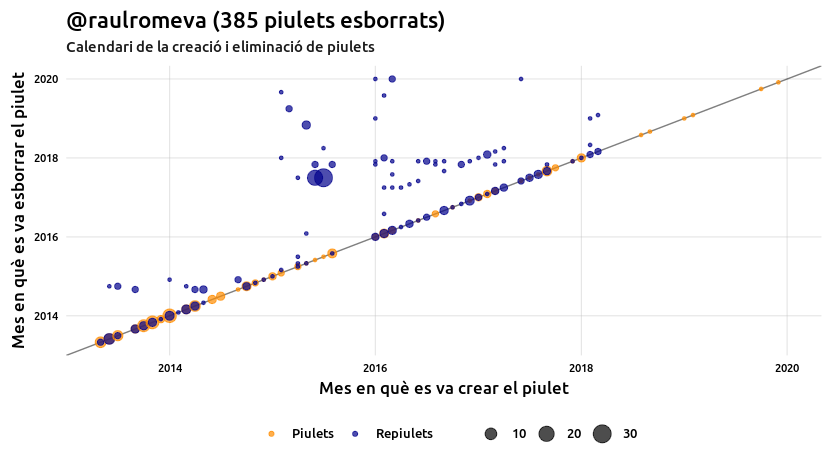 @raulromeva (385 piulets esborrats)
Calendari de la creació i eliminació de piulets
Mes en què es va esborrar el piulet
2020
2018
2016
2014
2014 2016 2018 2020
Mes en què es va crear el piulet
Piulets Repiulets 10 20 30